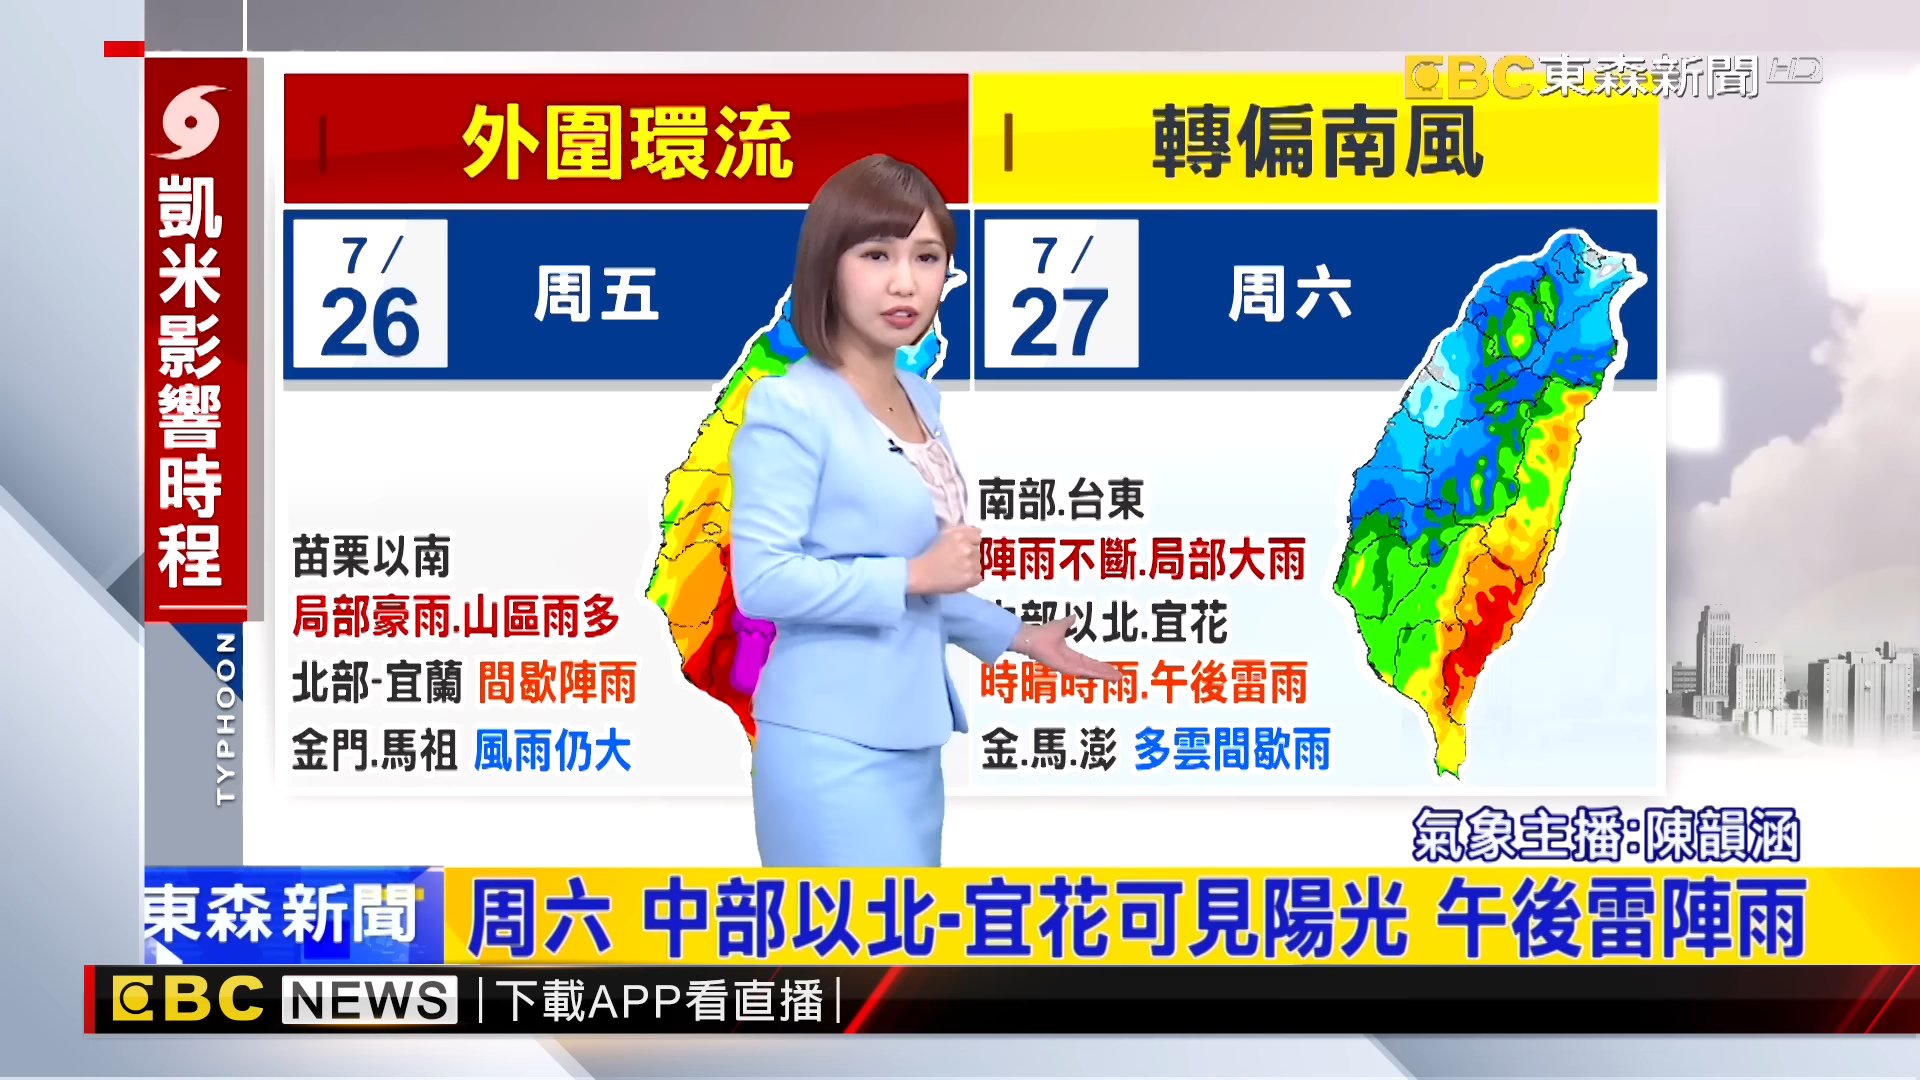 EBC東森新聞HD
凱米影響時程
TYPHOON
外圍環流
7/26
周五
苗栗以南
局部豪雨.山區雨多
北部-宜蘭 間歇陣雨
金門.馬祖 風雨仍大
轉偏南風
7/27
周六
南部.台東
陣雨不斷.局部大雨
中部以北.宜花
時晴時雨.午後雷雨
金.馬.澎 多雲間歇雨
氣象主播:陳韻涵
東森新聞
周六 中部以北-宜花可見陽光 午後雷陣雨
EBC NEWS |下載APP看直播|